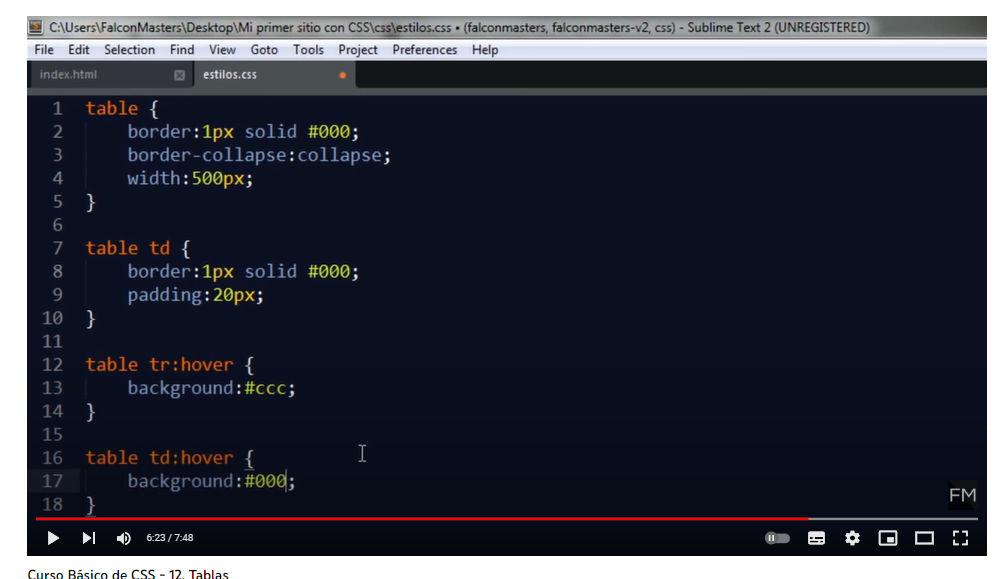 C:\Users\FalconMasters\Desktop\Mi primer sitio con CSS\css\estilos.css • (falconmasters, falconmasters-v2, css) - Sublime Text 2 (UNREGISTERED)
File Edit Selection Find View Goto Tools Project Preferences Help
index.html estilos.css
1 table {
2 border:1px solid #000;
3 border-collapse:collapse;
4 width:500px;
5 }
6
7 table td {
8 border:1px solid #000;
9 padding:20px;
10 }
11
12 table tr:hover {
13 background:#ccc;
14 }
15
16 table td:hover {
17 background:#000;
18 }
FM
6:23 / 7:48
Curso Básico de CSS - 12. Tablas